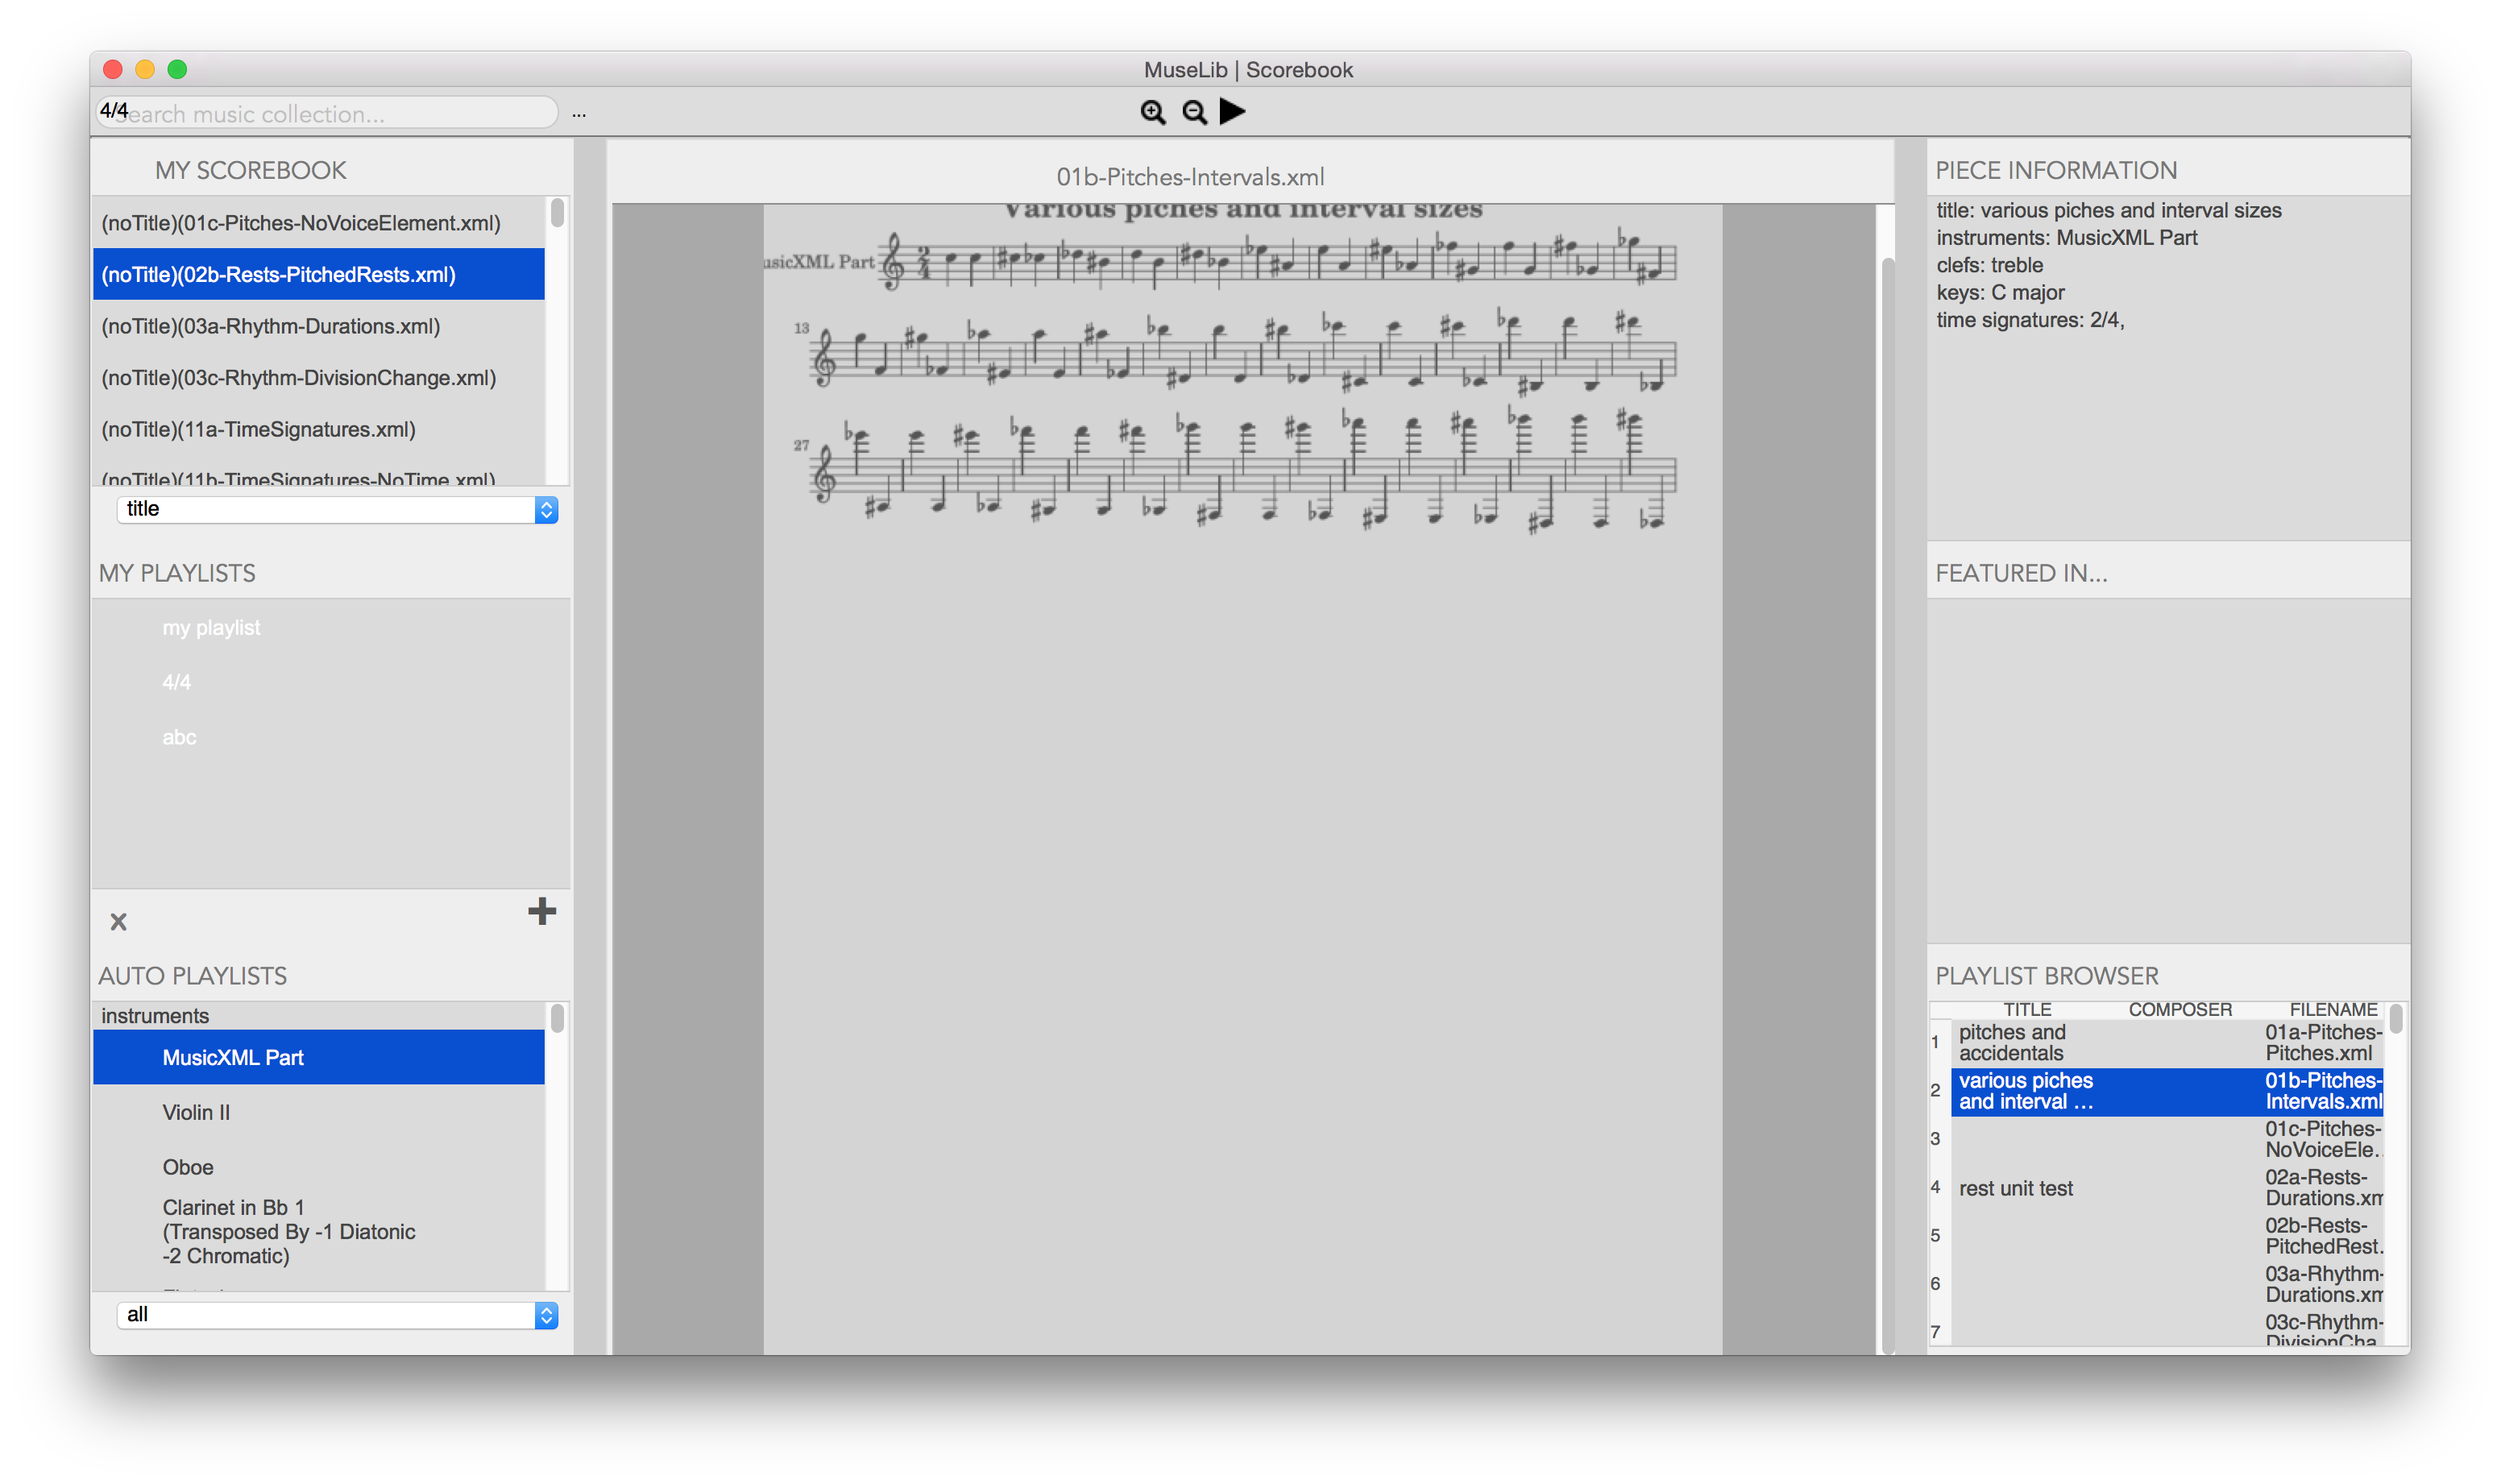 MuseLib | Scorebook
4/4
Search music collection...
...
MY SCOREBOOK
(noTitle)(01c-Pitches-NoVoiceElement.xml)
(noTitle)(02b-Rests-PitchedRests.xml)
(noTitle)(03a-Rhythm-Durations.xml)
(noTitle)(03c-Rhythm-DivisionChange.xml)
(noTitle)(11a-TimeSignatures.xml)
(noTitle)(11b-TimeSignatures-NoTime.xml)
title
MY PLAYLISTS
my playlist
4/4
abc
x
AUTO PLAYLISTS
instruments
MusicXML Part
Violin II
Oboe
Clarinet in Bb 1
(Transposed By -1 Diatonic
-2 Chromatic)
all
01b-Pitches-Intervals.xml
Various piches and interval sizes
usicXML Part
2
4
13
27
PIECE INFORMATION
title: various piches and interval sizes
instruments: MusicXML Part
clefs: treble
keys: C major
time signatures: 2/4,
FEATURED IN...
PLAYLIST BROWSER
TITLE COMPOSER FILENAME
1 pitches and accidentals 01a-Pitches-
Pitches.xml
2 various piches and interval ... 01b-Pitches-
Intervals.xml
3 01c-Pitches-
NoVoiceEle..
4 rest unit test 02a-Rests-
Durations.xm
5 02b-Rests-
PitchedRest.
6 03a-Rhythm-
Durations.xm
7 03c-Rhythm-
DivisionCha